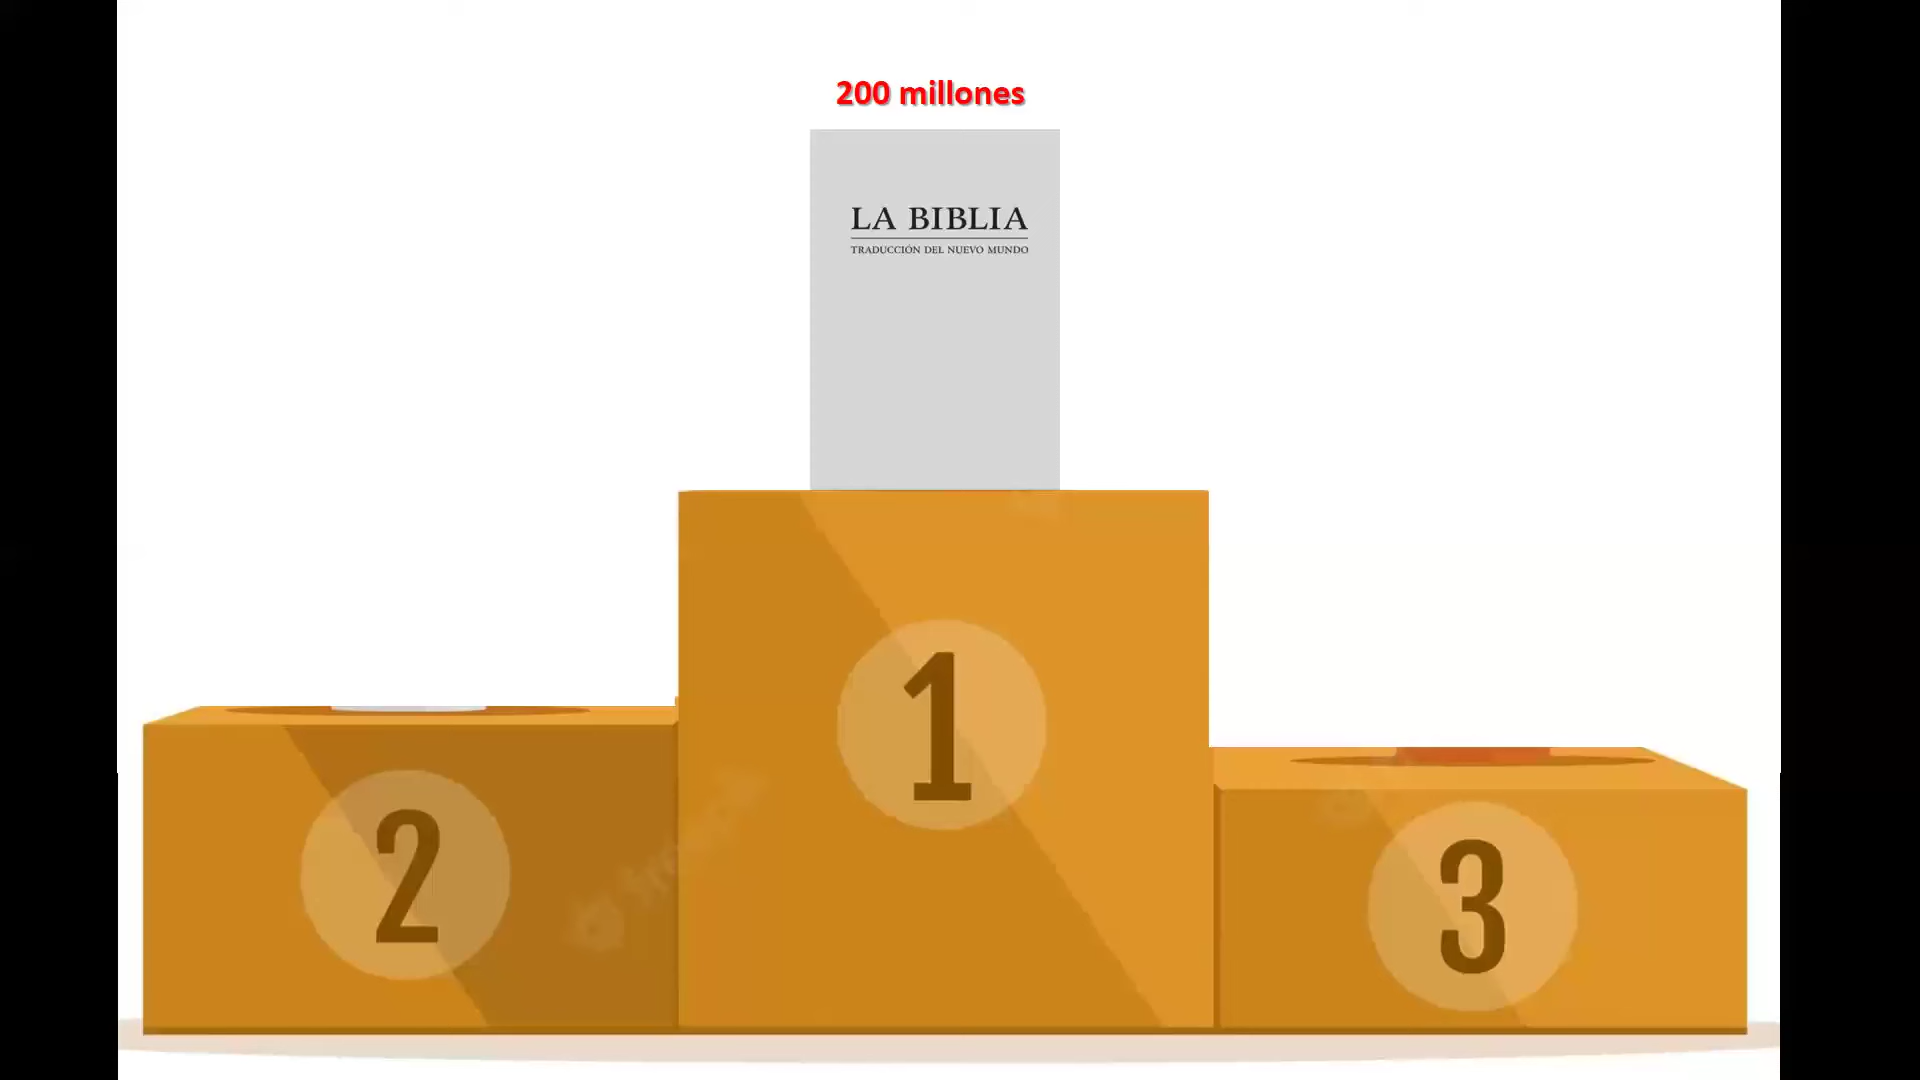 200 millones
LA BIBLIA
TRADUCCIÓN DEL NUEVO MUNDO
1
2
3